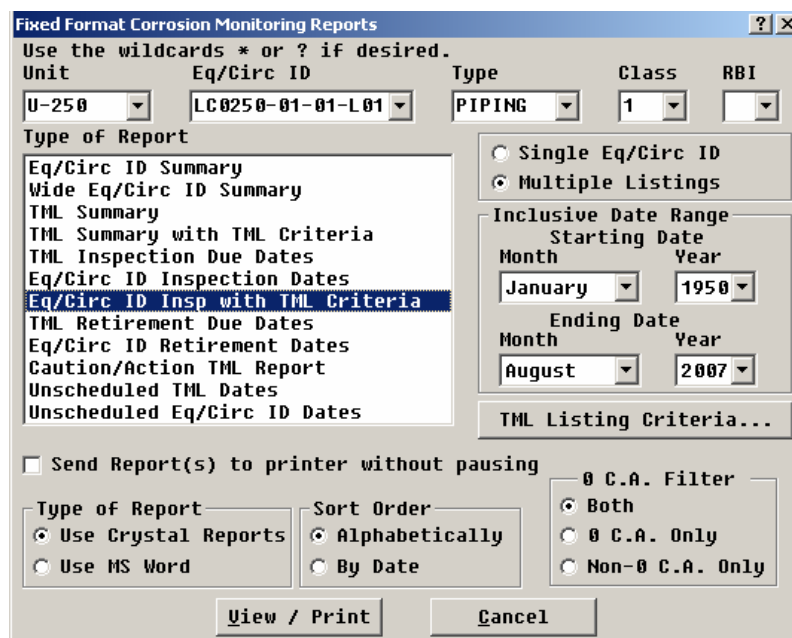 Fixed Format Corrosion Monitoring Reports
Use the wildcards * or ? if desired.
Unit Eq/Circ ID Type Class RBI
U-250 LC0250-01-01-L01 PIPING 1
Type of Report
Eq/Circ ID Summary
Wide Eq/Circ ID Summary
TML Summary
TML Summary with TML Criteria
TML Inspection Due Dates
Eq/Circ ID Inspection Dates
Eq/Circ ID Insp with TML Criteria
TML Retirement Due Dates
Eq/Circ ID Retirement Dates
Caution/Action TML Report
Unscheduled TML Dates
Unscheduled Eq/Circ ID Dates
Single Eq/Circ ID
Multiple Listings
Inclusive Date Range
Starting Date
Month Year
January 1950
Ending Date
Month Year
August 2007
TML Listing Criteria...
Send Report(s) to printer without pausing
Type of Report
Use Crystal Reports
Use MS Word
Sort Order
Alphabetically
By Date
0 C.A. Filter
Both
0 C.A. Only
Non-0 C.A. Only
View / Print
Cancel